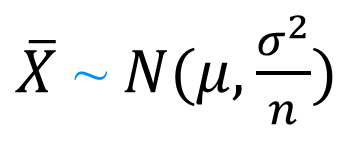 X̄ ~ N(μ, σ²/n)